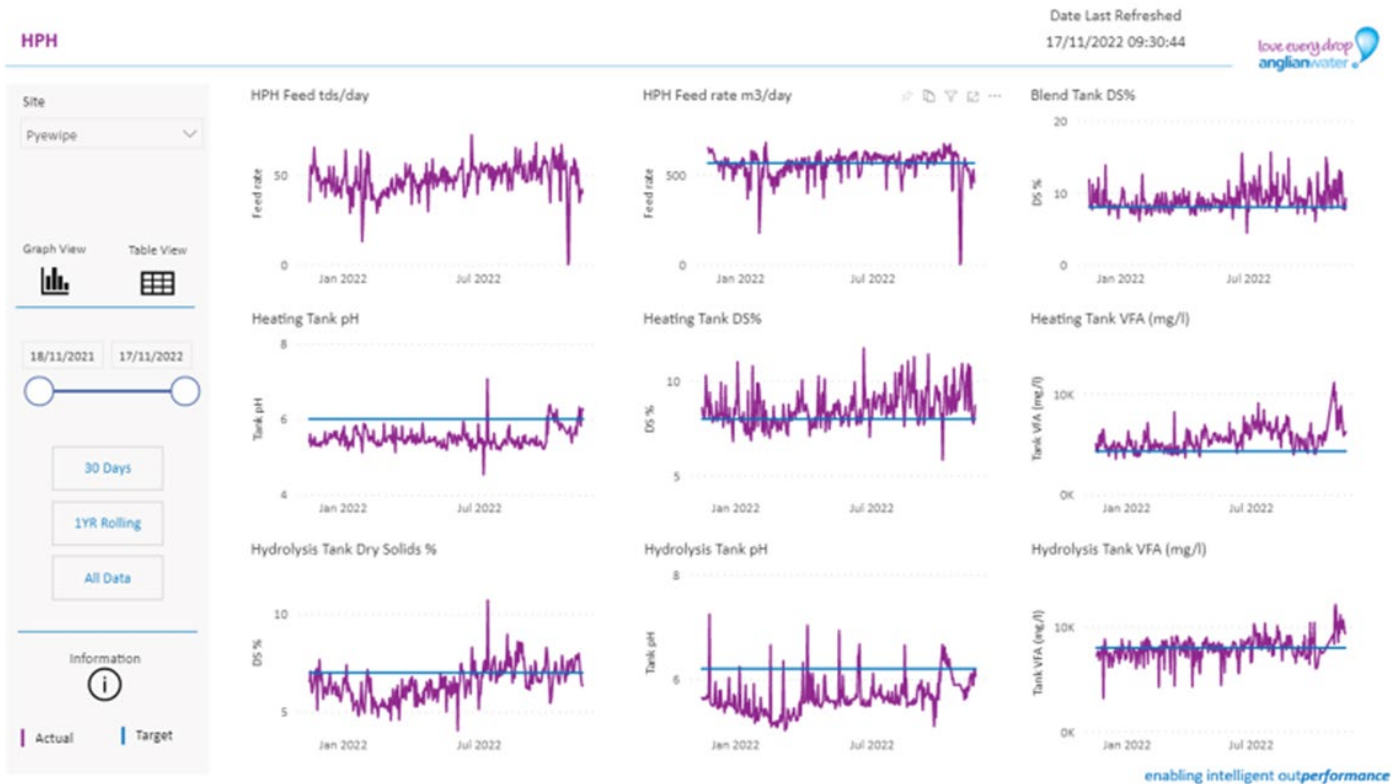 HPH
Date Last Refreshed
17/11/2022 09:30:44
love every drop
anglianwater
Site
Pyewipe
Graph View Table View
18/11/2021 17/11/2022
30 Days
1YR Rolling
All Data
Information
i
Actual Target
HPH Feed tds/day
Feed rate
50
0
Jan 2022 Jul 2022
HPH Feed rate m3/day
Feed rate
500
0
Jan 2022 Jul 2022
Blend Tank DS%
DS %
20
10
0
Jan 2022 Jul 2022
Heating Tank pH
Tank pH
8
6
4
Jan 2022 Jul 2022
Heating Tank DS%
DS %
10
5
Jan 2022 Jul 2022
Heating Tank VFA (mg/l)
Tank VFA (mg/l)
10K
0K
Jan 2022 Jul 2022
Hydrolysis Tank Dry Solids %
DS %
10
5
Jan 2022 Jul 2022
Hydrolysis Tank pH
Tank pH
8
6
Jan 2022 Jul 2022
Hydrolysis Tank VFA (mg/l)
Tank VFA (mg/l)
10K
0K
Jan 2022 Jul 2022
enabling intelligent outperformance